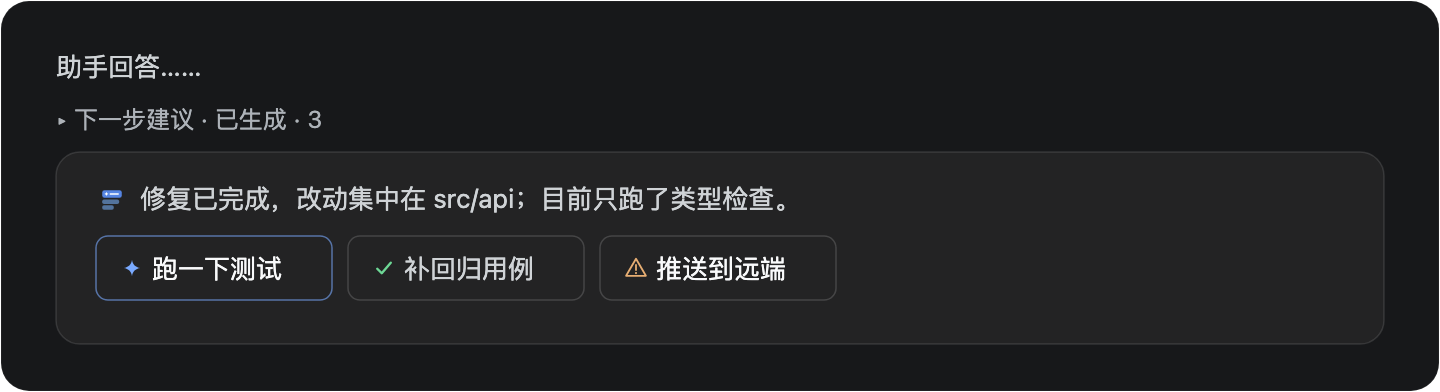 助手回答……
▸ 下一步建议 · 已生成 · 3
修复已完成，改动集中在 src/api；目前只跑了类型检查。
跑一下测试
补回归用例
推送到远端